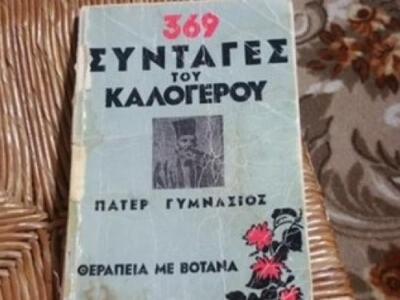 369
ΣΥΝΤΑΓΕΣ
ΤΟΥ
ΚΑΛΟΓΕΡΟΥ
ΠΑΤΕΡ ΓΥΜΝΑΣΙΟΣ
ΘΕΡΑΠΕΙΑ ΜΕ ΒΟΤΑΝΑ